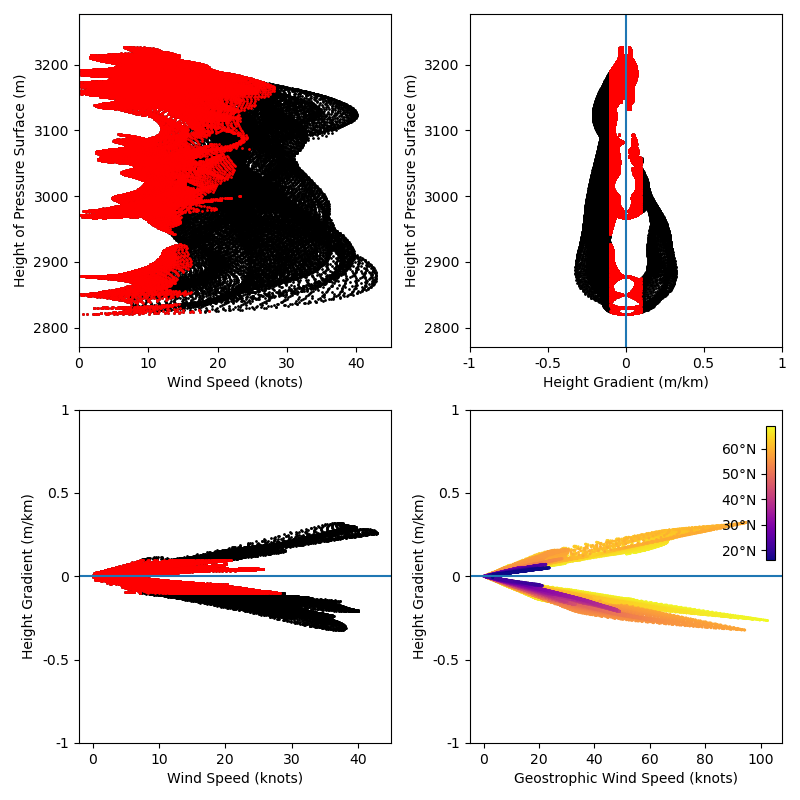 3200
3100
3000
2900
2800
Height of Pressure Surface (m)
0 10 20 30 40
Wind Speed (knots)
3200
3100
3000
2900
2800
Height of Pressure Surface (m)
-1 -0.5 0 0.5 1
Height Gradient (m/km)
1
0.5
0
-0.5
-1
Height Gradient (m/km)
0 10 20 30 40
Wind Speed (knots)
1
0.5
0
-0.5
-1
Height Gradient (m/km)
60°N
50°N
40°N
30°N
20°N
0 20 40 60 80 100
Geostrophic Wind Speed (knots)